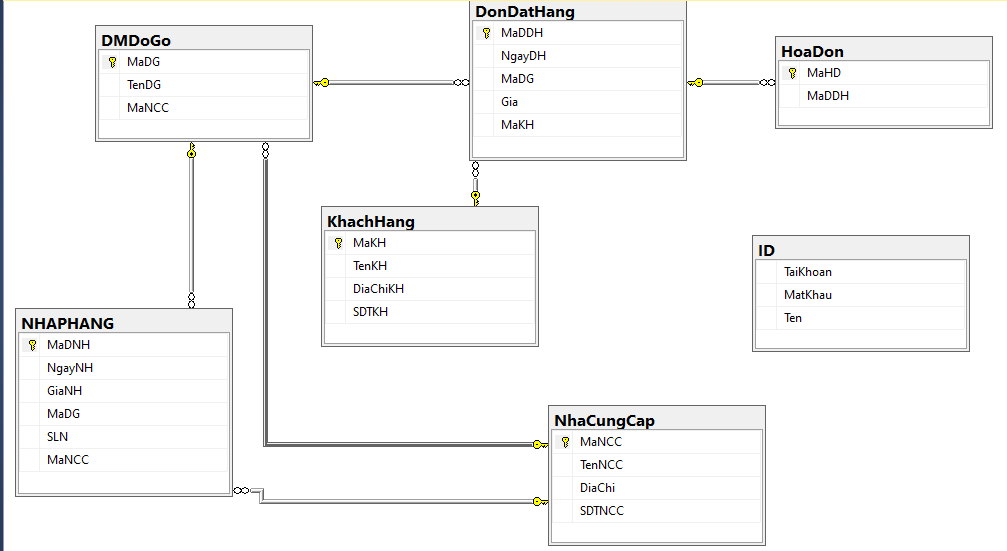 DMDoGo
MaDG
TenDG
MaNCC
DonDatHang
MaDDH
NgayDH
MaDG
Gia
MaKH
HoaDon
MaHD
MaDDH
KhachHang
MaKH
TenKH
DiaChiKH
SDTKH
ID
TaiKhoan
MatKhau
Ten
NHAPHANG
MaDNH
NgayNH
GiaNH
MaDG
SLN
MaNCC
NhaCungCap
MaNCC
TenNCC
DiaChi
SDTNCC